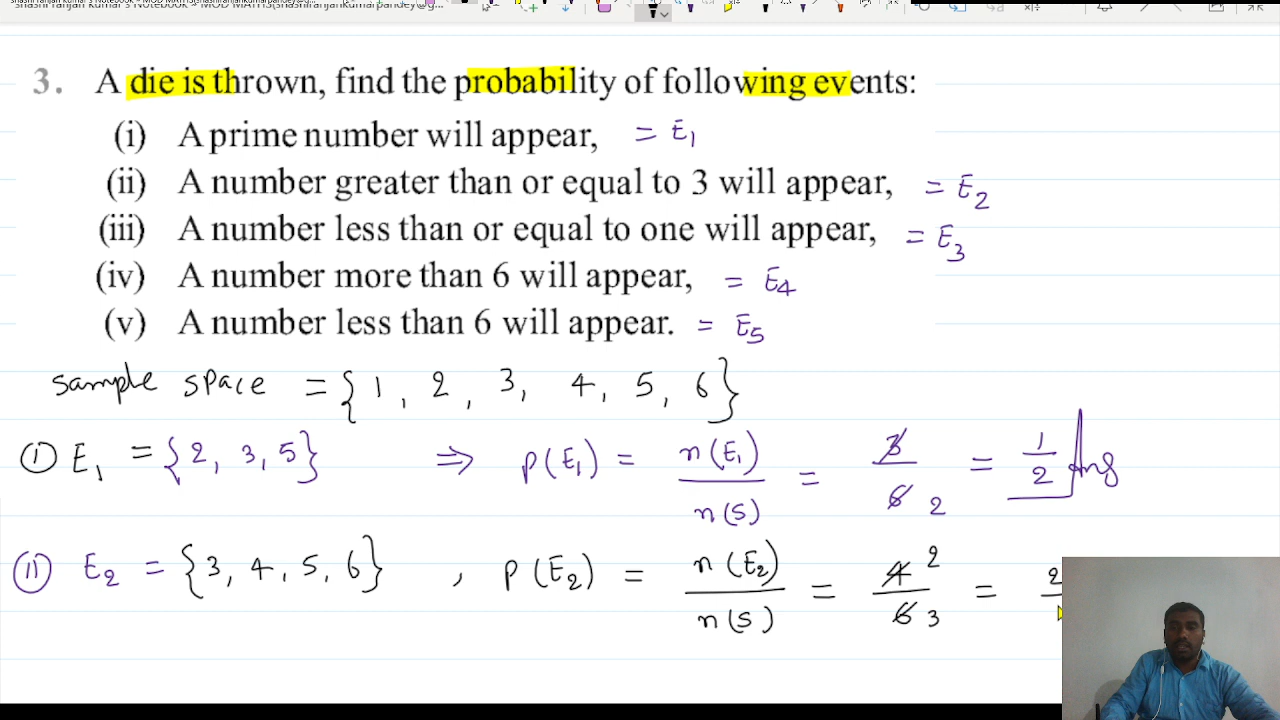 3. A die is thrown, find the probability of following events:
(i) A prime number will appear, = E₁
(ii) A number greater than or equal to 3 will appear, = E₂
(iii) A number less than or equal to one will appear, = E₃
(iv) A number more than 6 will appear, = E₄
(v) A number less than 6 will appear. = E₅
Sample space = {1, 2, 3, 4, 5, 6}
(i) E₁ = {2, 3, 5} ⇒ P(E₁) = n(E₁)/n(S) = 3/6 2 = 1/2 Ans
(ii) E₂ = {3, 4, 5, 6}, P(E₂) = n(E₂)/n(S) = 4 2/6 3 = 2